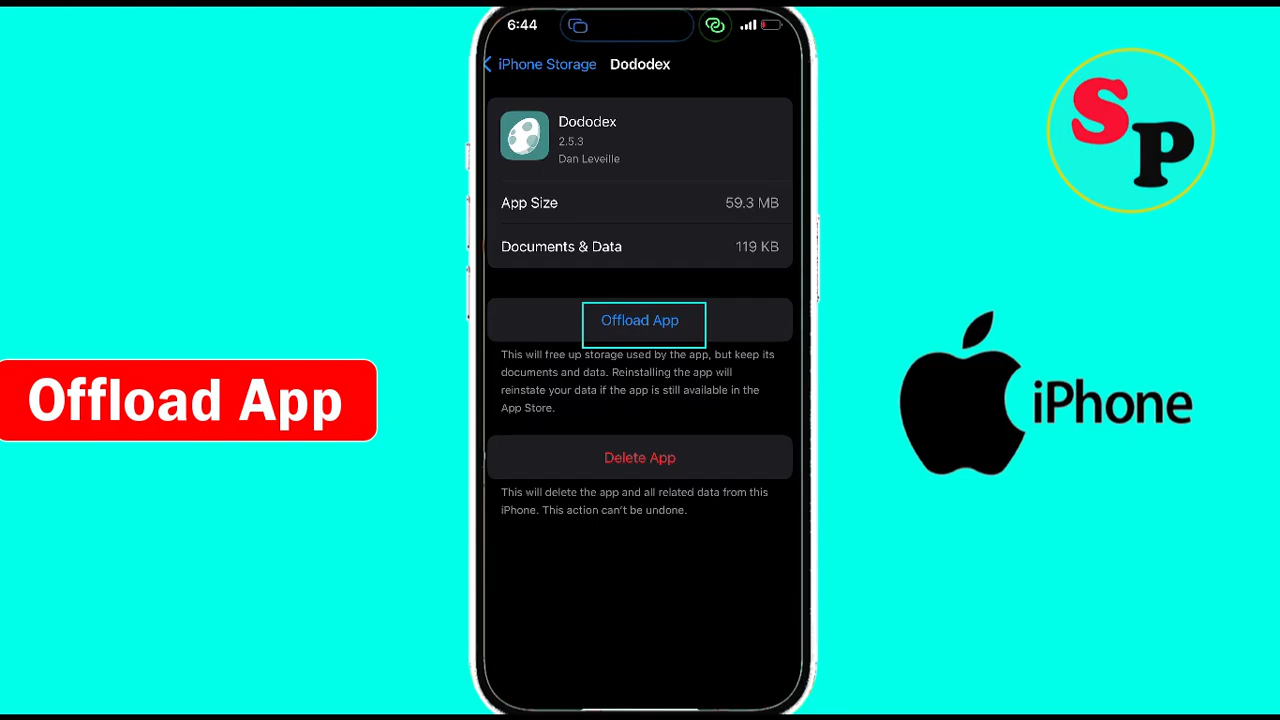 6:44
iPhone Storage
Dododex
Dododex
2.5.3
Dan Leveille
App Size
59.3 MB
Documents & Data
119 KB
Offload App
This will free up storage used by the app, but keep its
documents and data. Reinstalling the app will
reinstate your data if the app is still available in the
App Store.
Delete App
This will delete the app and all related data from this
iPhone. This action can't be undone.
Offload App
SP
iPhone